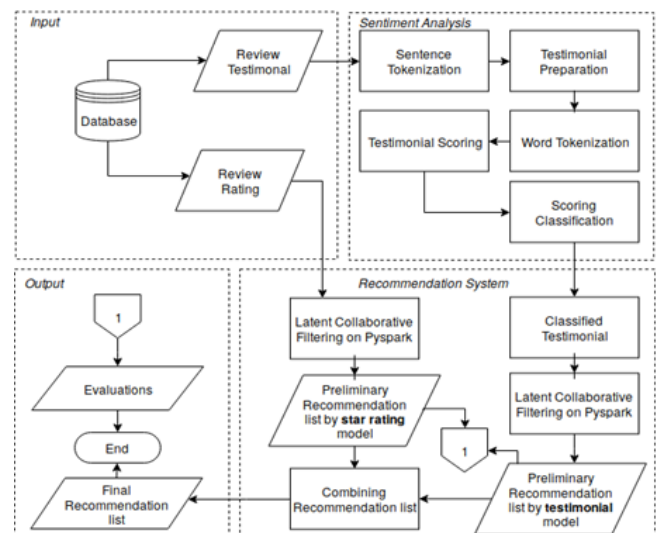 Input
Review
Testimonal
Database
Review
Rating
Sentiment Analysis
Sentence
Tokenization
Testimonial
Preparation
Testimonial Scoring
Word Tokenization
Scoring
Classification
Output
1
Evaluations
End
Final
Recommendation
list
Recommendation System
Latent Collaborative
Filtering on Pyspark
Classified
Testimonial
Preliminary
Recommendation
list by star rating
model
Latent Collaborative
Filtering on Pyspark
1
Combining
Recommendation list
Preliminary
Recommendation
list by testimonial
model